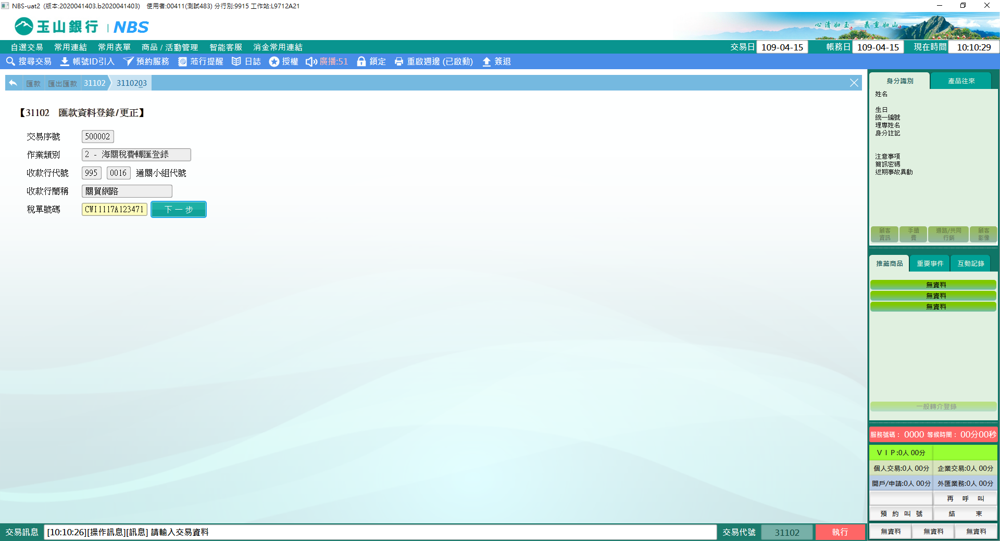 NBS-uat2 (版本:2020041403.b2020041403) 使用者:00411(測試483) 分行別:9915 工作站:L9712A21
玉山銀行 | NBS
心清如玉 義重如山
自選交易 常用連結 常用表單 商品 / 活動管理 智能客服 消金常用連結 交易日 109-04-15 帳務日 109-04-15 現在時間 10:10:29
搜尋交易 帳號ID引入 預約服務 蒞行提醒 日誌 授權 廣播:51 鎖定 重啟週邊 (已啟動) 簽退
匯款 匯出匯款 31102 3110203
【31102 匯款資料登錄/更正】
交易序號 500002
作業類別 2 - 海關稅費轉匯登錄
收款行代號 995 0016 通關小組代號
收款行簡稱 關貿網路
稅單號碼 CWI1117A123471 下一步
身分識別 產品往來
姓名
生日
統一編號
理專姓名
身分註記
注意事項
簡訊密碼
近期事故異動
顧客資訊 手續費 通路/共同行銷 顧客影像
推薦商品 重要事件 互動記錄
無資料
無資料
無資料
一般轉介登錄
服務號碼： 0000 等候時間： 00分00秒
ＶＩＰ:0人 00分
個人交易:0人 00分 企業交易:0人 00分
開戶/申請:0人 00分 外匯業務:0人 00分
再 呼 叫
預 約 叫 號 結 束
無資料 無資料 無資料
交易訊息 [10:10:26][操作訊息][訊息] 請輸入交易資料 交易代號 31102 執行